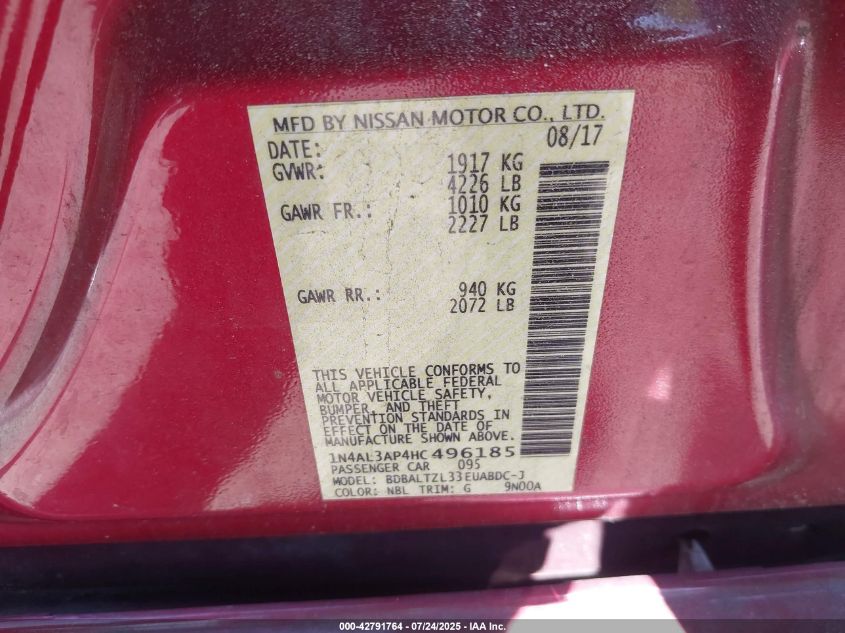 MFD BY NISSAN MOTOR CO., LTD.
DATE: 08/17
GVWR: 1917 KG
4226 LB
GAWR FR.: 1010 KG
2227 LB
GAWR RR.: 940 KG
2072 LB
THIS VEHICLE CONFORMS TO
ALL APPLICABLE FEDERAL
MOTOR VEHICLE SAFETY,
BUMPER, AND THEFT
PREVENTION STANDARDS IN
EFFECT ON THE DATE OF
MANUFACTURE SHOWN ABOVE.
1N4AL3AP4HC496185
PASSENGER CAR 095
MODEL: BDBALTZL33EUABDC-J
COLOR: NBL TRIM: G 9N00A
000-42791764 / 07/24/2025 - IAA Inc.